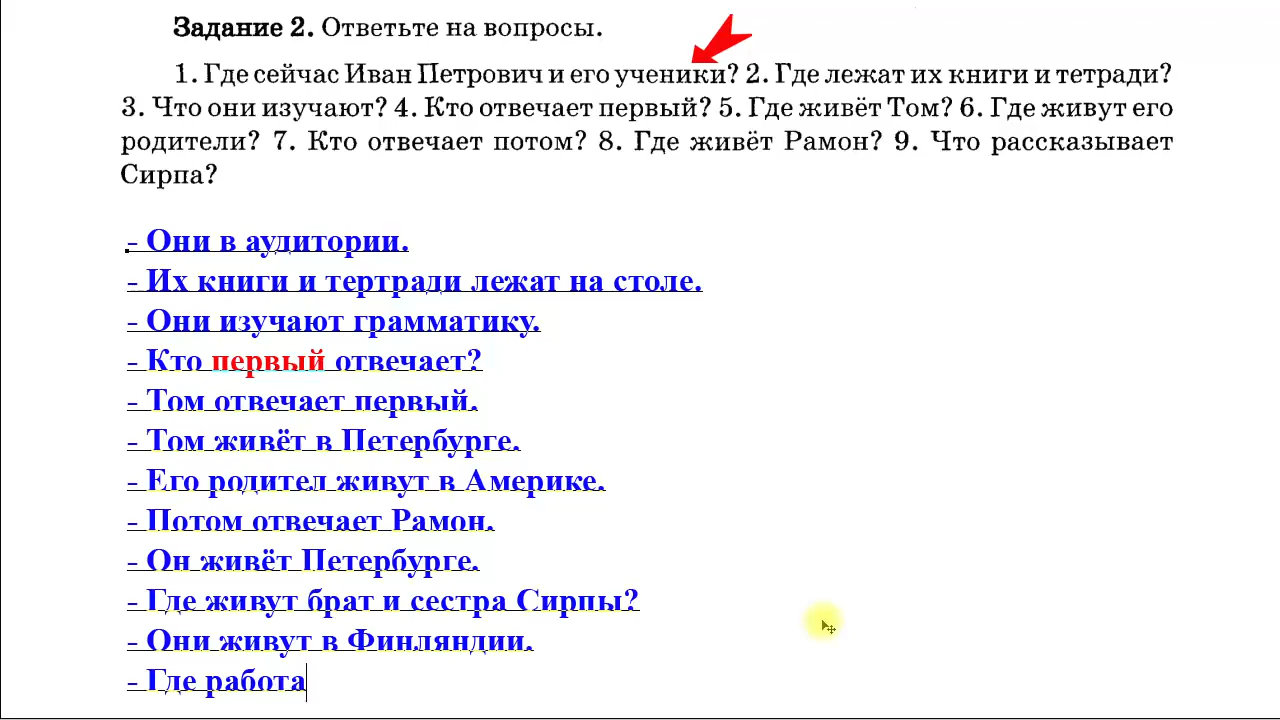 Задание 2. Ответьте на вопросы.
1. Где сейчас Иван Петрович и его ученики? 2. Где лежат их книги и тетради?
3. Что они изучают? 4. Кто отвечает первый? 5. Где живёт Том? 6. Где живут его
родители? 7. Кто отвечает потом? 8. Где живёт Рамон? 9. Что рассказывает
Сирпа?
- Они в аудитории.
- Их книги и тертради лежат на столе.
- Они изучают грамматику.
- Кто первый отвечает?
- Том отвечает первый.
- Том живёт в Петербурге.
- Его родител живут в Америке.
- Потом отвечает Рамон.
- Он живёт Петербурге.
- Где живут брат и сестра Сирпы?
- Они живут в Финляндии.
- Где работа